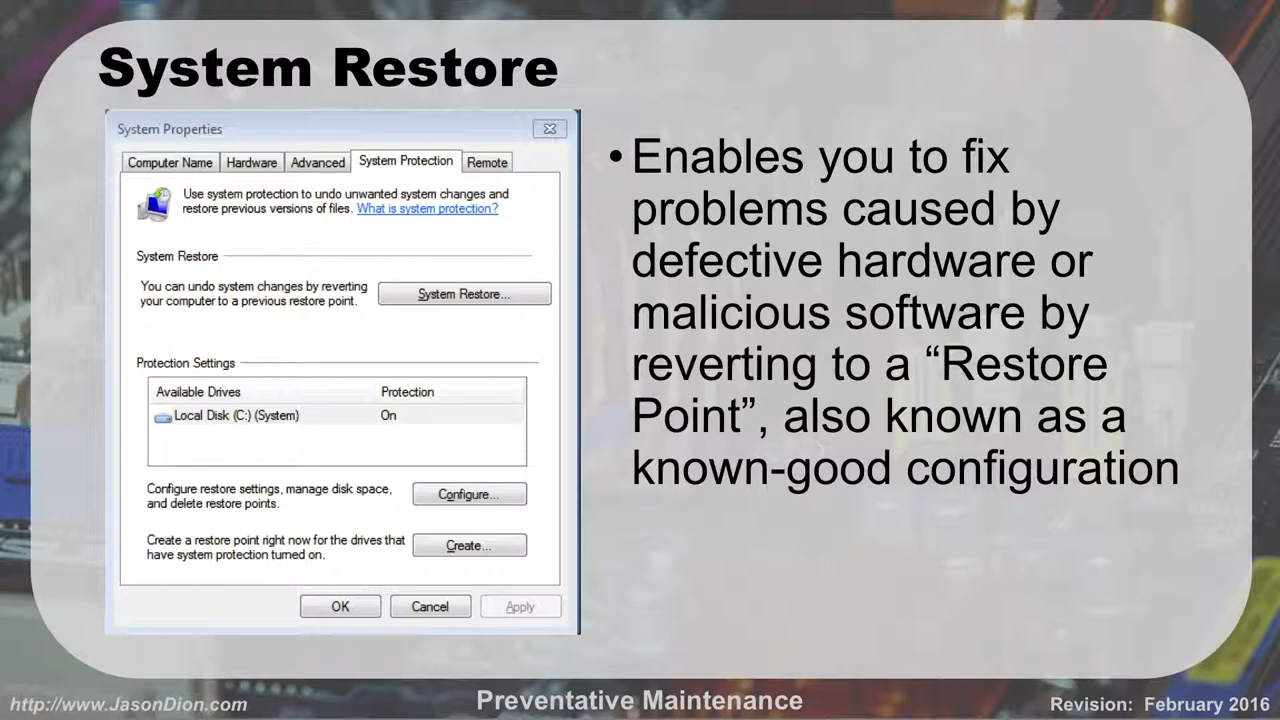 System Restore
System Properties
Computer Name Hardware Advanced System Protection Remote
Use system protection to undo unwanted system changes and
restore previous versions of files. What is system protection?
System Restore
You can undo system changes by reverting
your computer to a previous restore point.
System Restore...
Protection Settings
Available Drives Protection
Local Disk (C:) (System) On
Configure restore settings, manage disk space,
and delete restore points.
Configure...
Create a restore point right now for the drives that
have system protection turned on.
Create...
OK Cancel Apply
• Enables you to fix
problems caused by
defective hardware or
malicious software by
reverting to a “Restore
Point”, also known as a
known-good configuration
http://www.JasonDion.com
Preventative Maintenance
Revision: February 2016